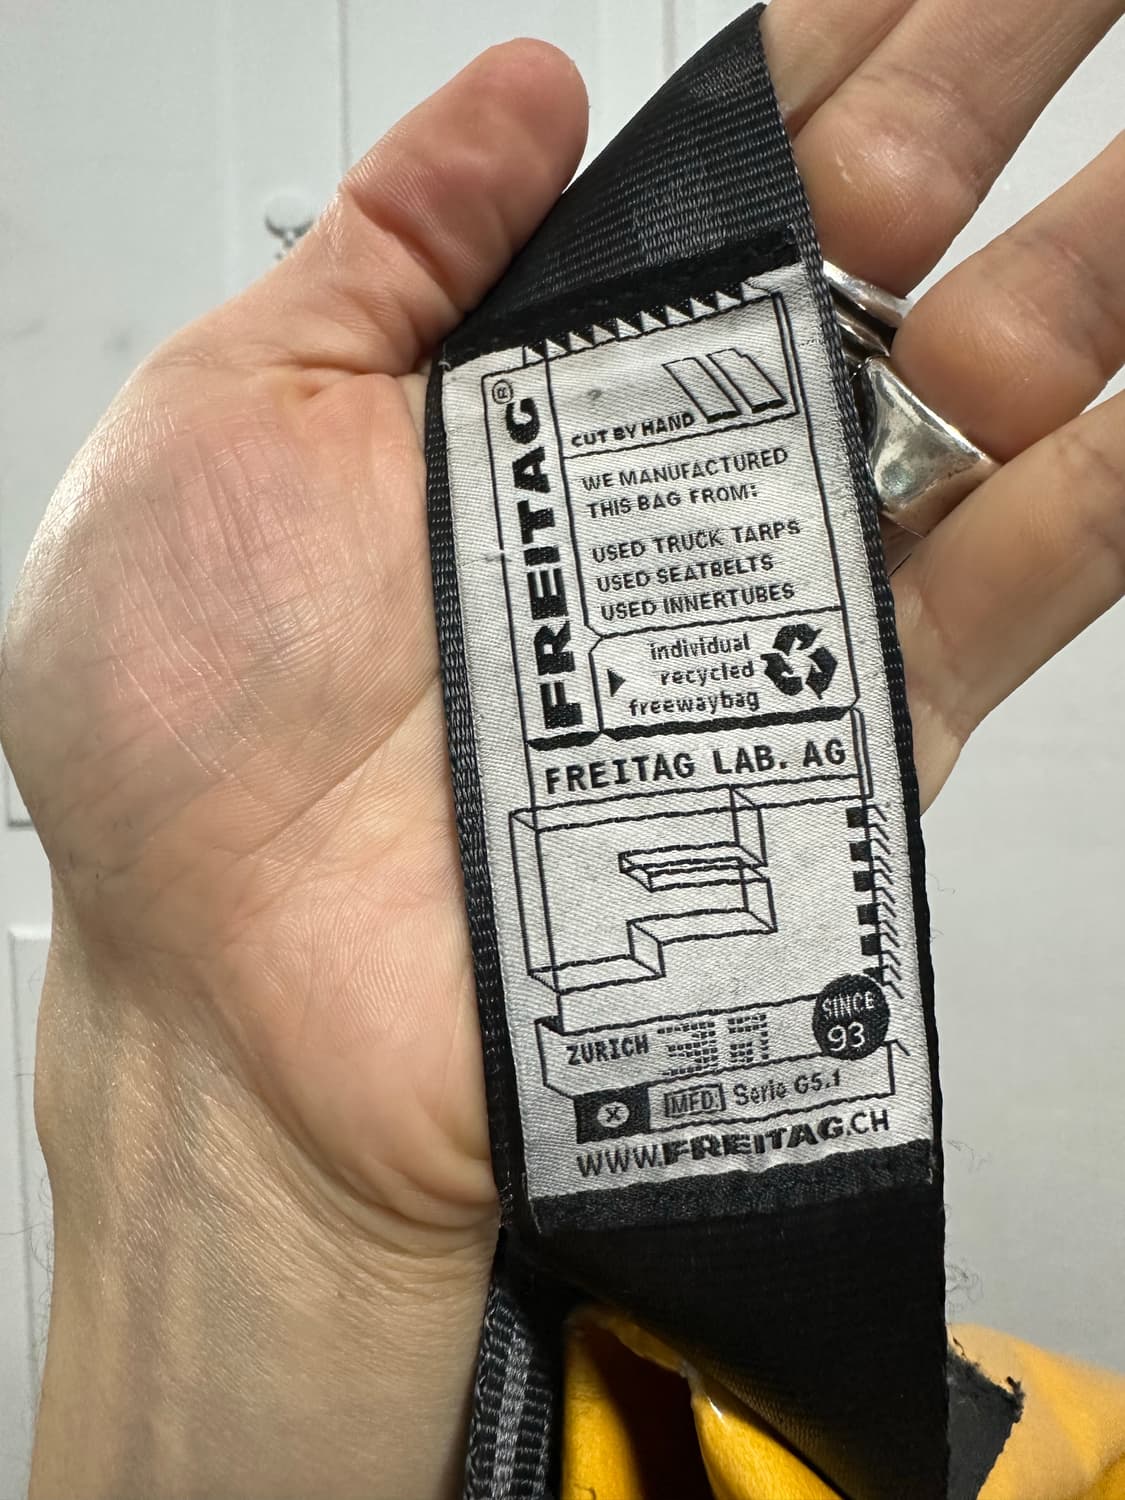 FREITAG®
CUT BY HAND
WE MANUFACTURED
THIS BAG FROM:
USED TRUCK TARPS
USED SEATBELTS
USED INNERTUBES
individual
recycled
freewaybag
FREITAG LAB. AG
SINCE
93
ZURICH
MFD. Serie G5.1
WWW.FREITAG.CH